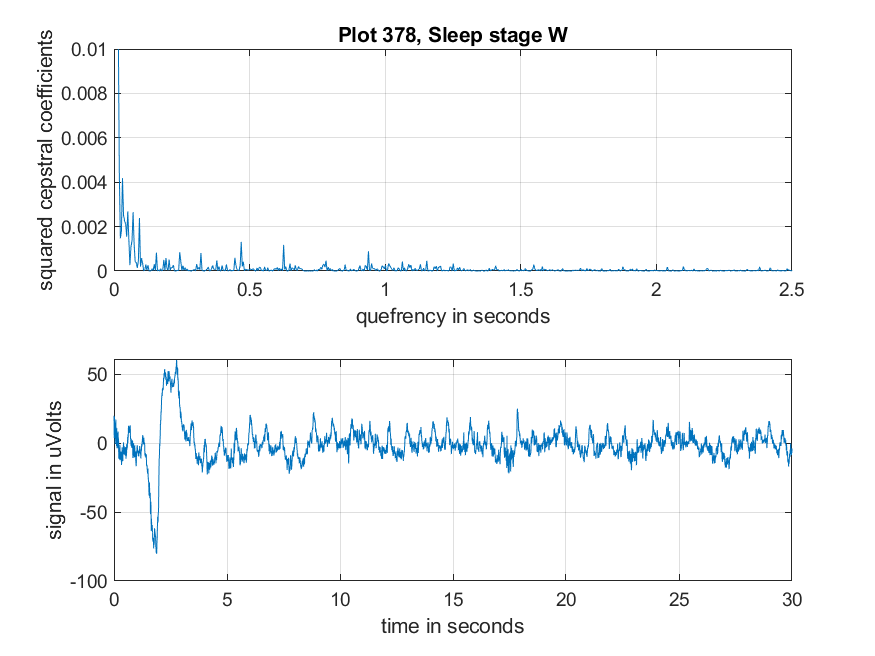 Plot 378, Sleep stage W
squared cepstral coefficients
0.01
0.008
0.006
0.004
0.002
0
0 0.5 1 1.5 2 2.5
quefrency in seconds
signal in uVolts
50
0
-50
-100
0 5 10 15 20 25 30
time in seconds